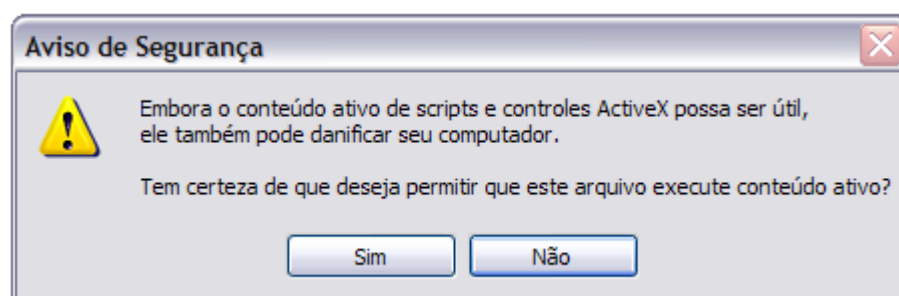 Aviso de Segurança
Embora o conteúdo ativo de scripts e controles ActiveX possa ser útil,
ele também pode danificar seu computador.
Tem certeza de que deseja permitir que este arquivo execute conteúdo ativo?
Sim
Não